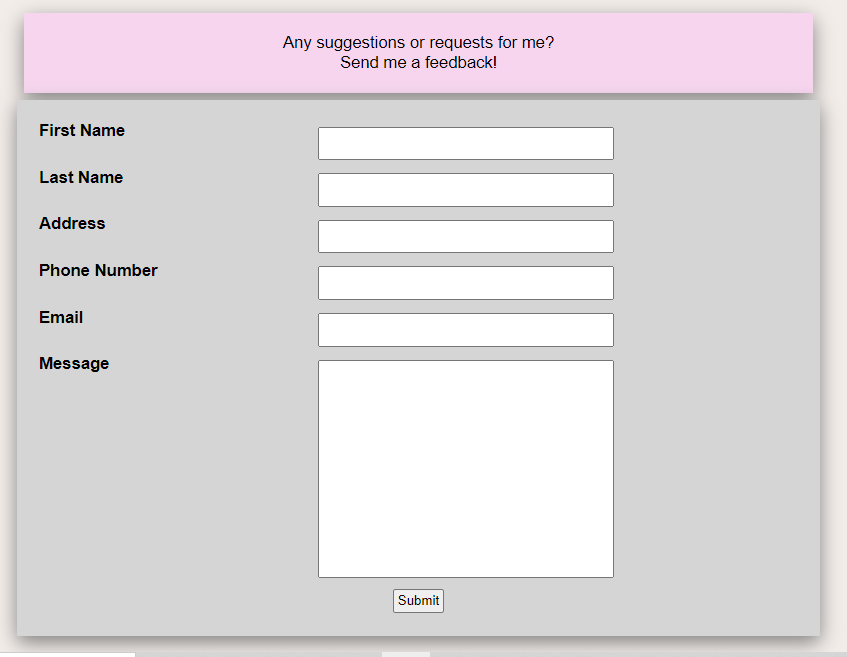 Any suggestions or requests for me?
Send me a feedback!
First Name
Last Name
Address
Phone Number
Email
Message
Submit